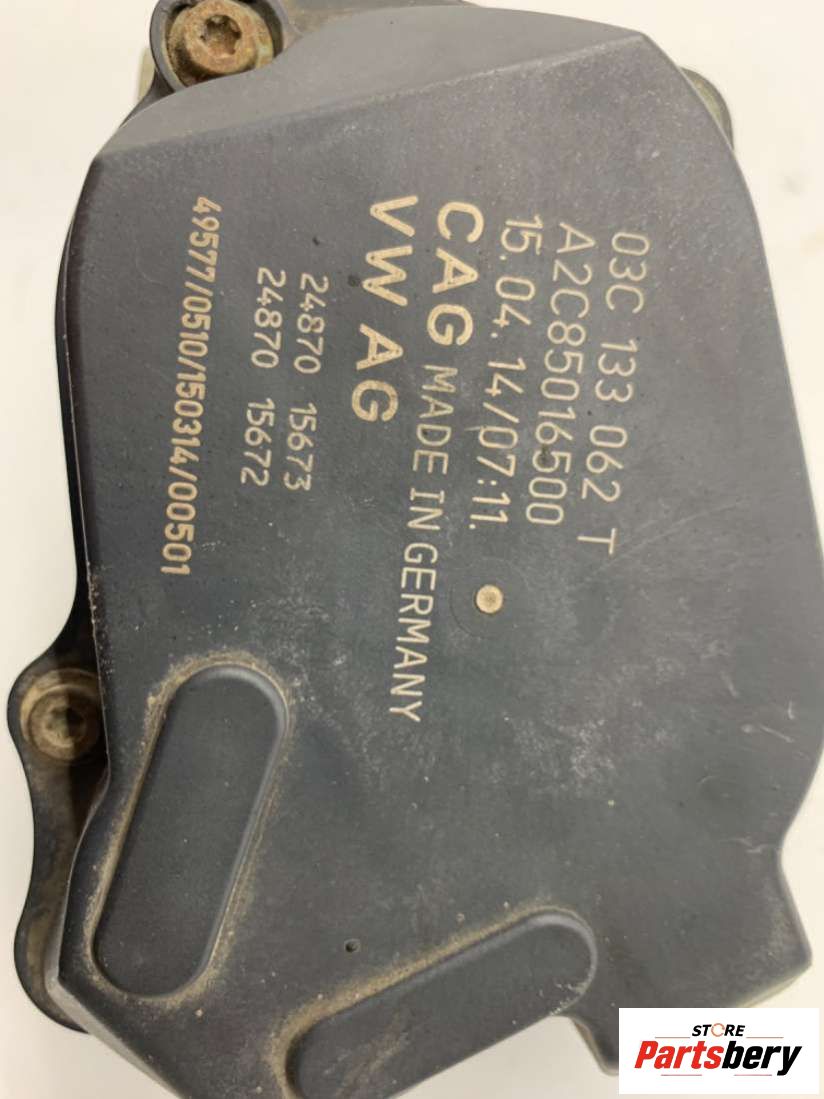 03C 133 062 T
A2C85016500
15. 04. 14/07:11.
CAG MADE IN GERMANY
VW AG
24870 15673
24870 15672
49577/0510/150314/00501
STORE
Partsbery